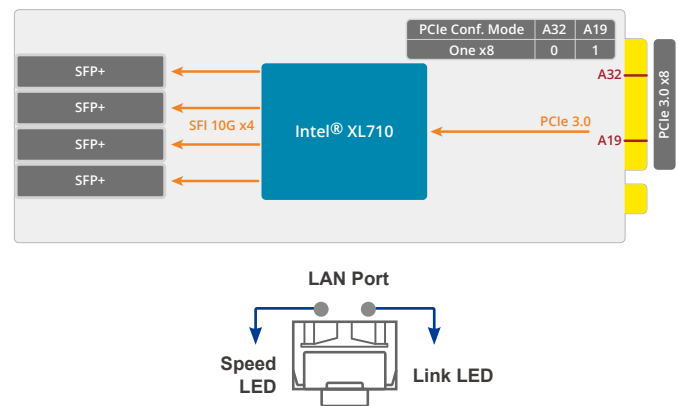 PCIe Conf. Mode A32 A19
One x8 0 1
SFP+
SFP+
SFP+
SFP+
SFI 10G x4
Intel® XL710
PCIe 3.0
A32
A19
PCIe 3.0 x8
LAN Port
Speed
LED
Link LED